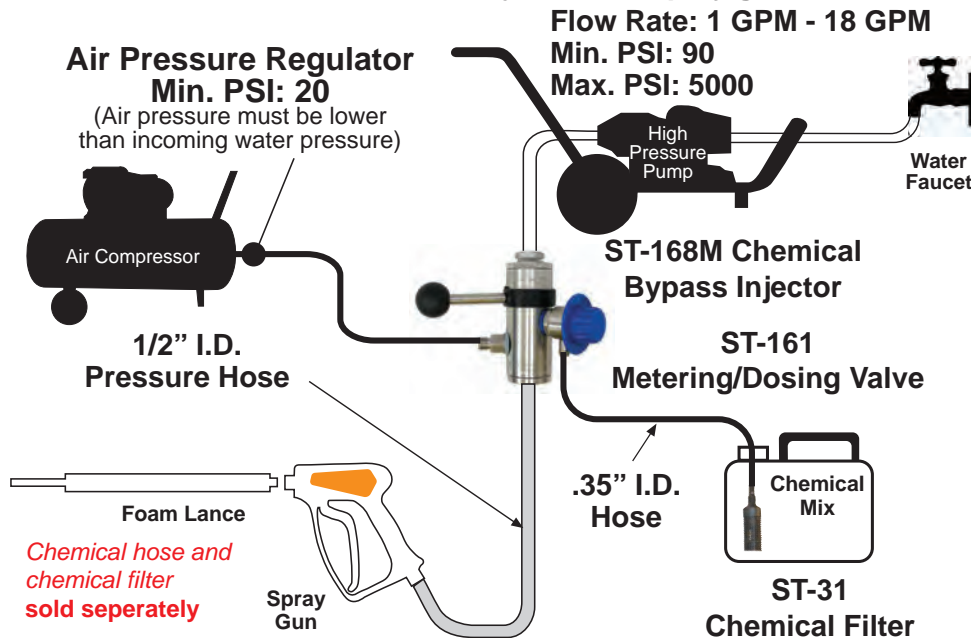 Flow Rate: 1 GPM - 18 GPM
Min. PSI: 90
Max. PSI: 5000
Air Pressure Regulator
Min. PSI: 20
(Air pressure must be lower
than incoming water pressure)
High
Pressure
Pump
Water
Faucet
Air Compressor
ST-168M Chemical
Bypass Injector
1/2” I.D.
Pressure Hose
ST-161
Metering/Dosing Valve
.35” I.D.
Hose
Chemical
Mix
Foam Lance
Chemical hose and
chemical filter
sold seperately
Spray
Gun
ST-31
Chemical Filter